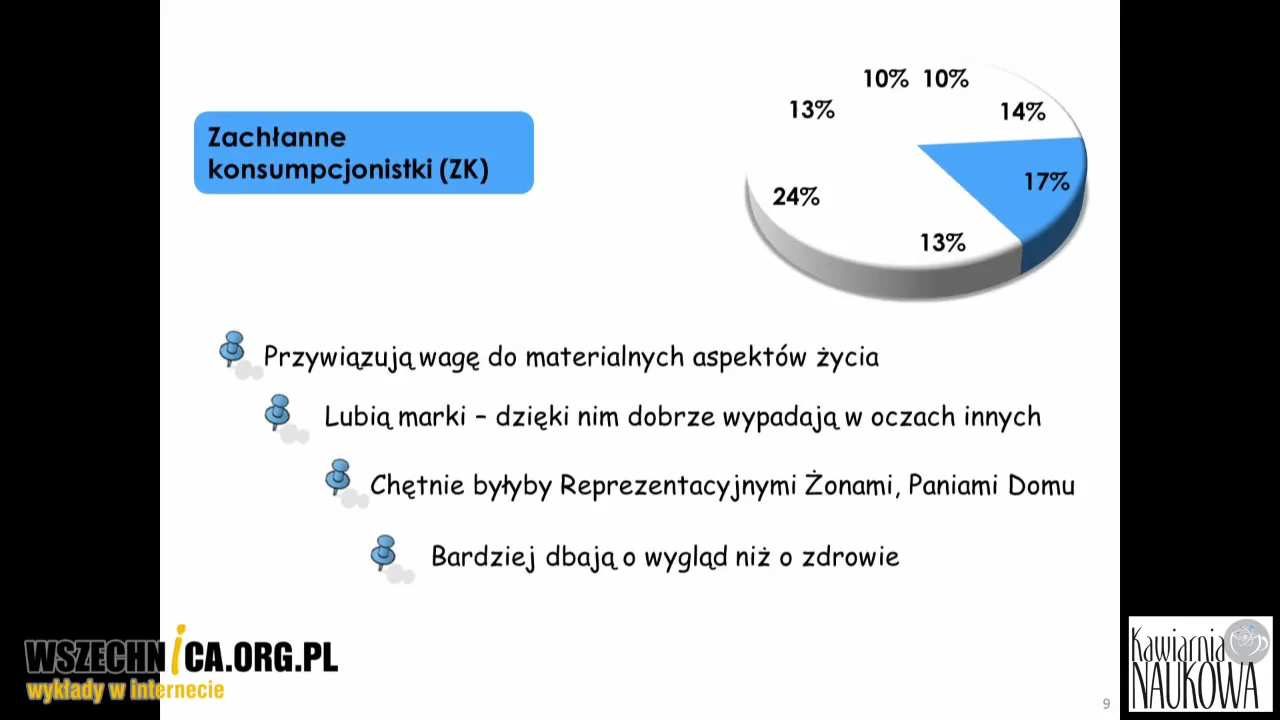 10% 10%
13%
14%
Zachłanne
konsumpcjonistki (ZK)
17%
24%
13%
Przywiązują wagę do materialnych aspektów życia
Lubią marki – dzięki nim dobrze wypadają w oczach innych
Chętnie byłyby Reprezentacyjnymi Żonami, Paniami Domu
Bardziej dbają o wygląd niż o zdrowie
WSZECHNICA.ORG.PL
wykłady w internecie
Kawiarnia
NAUKOWA
9